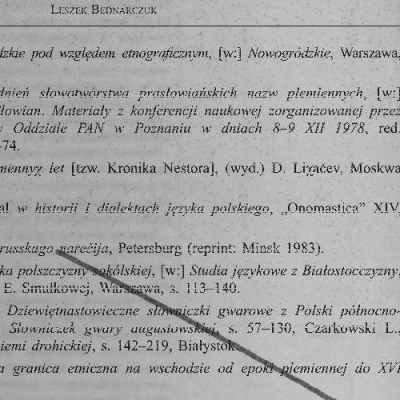 LESZEK BEDNARCZUK
dzkie pod względem etnograficznym, [w:] Nowogródzkie, Warszawa,
dnień słowotwórstwa prasłowiańskich nazw plemiennych, [w:]
łowian. Materiały z konferencji naukowej zorganizowanej przez
w Oddziale PAN w Poznaniu w dniach 8–9 XII 1978, red.
-74.
mennyχ let [tzw. Kronika Nestora], (wyd.) D. Liχačev, Moskwa
w historii i dialektach języka polskiego, „Onomastica" XIV,
russkago narečija, Petersburg (reprint: Minsk 1983).
ka polszczyzny sokólskiej, [w:] Studia językowe z Białostocczyzny,
E. Smułkowej, Warszawa, s. 113–140.
Dziewiętnastowieczne słowniczki gwarowe z Polski północno-
Słowniczek gwary augustowskiej, s. 57–130, Czarkowski L.,
iemi drohickiej, s. 142–219, Białystok.
a granica etniczna na wschodzie od epoki plemiennej do XVI